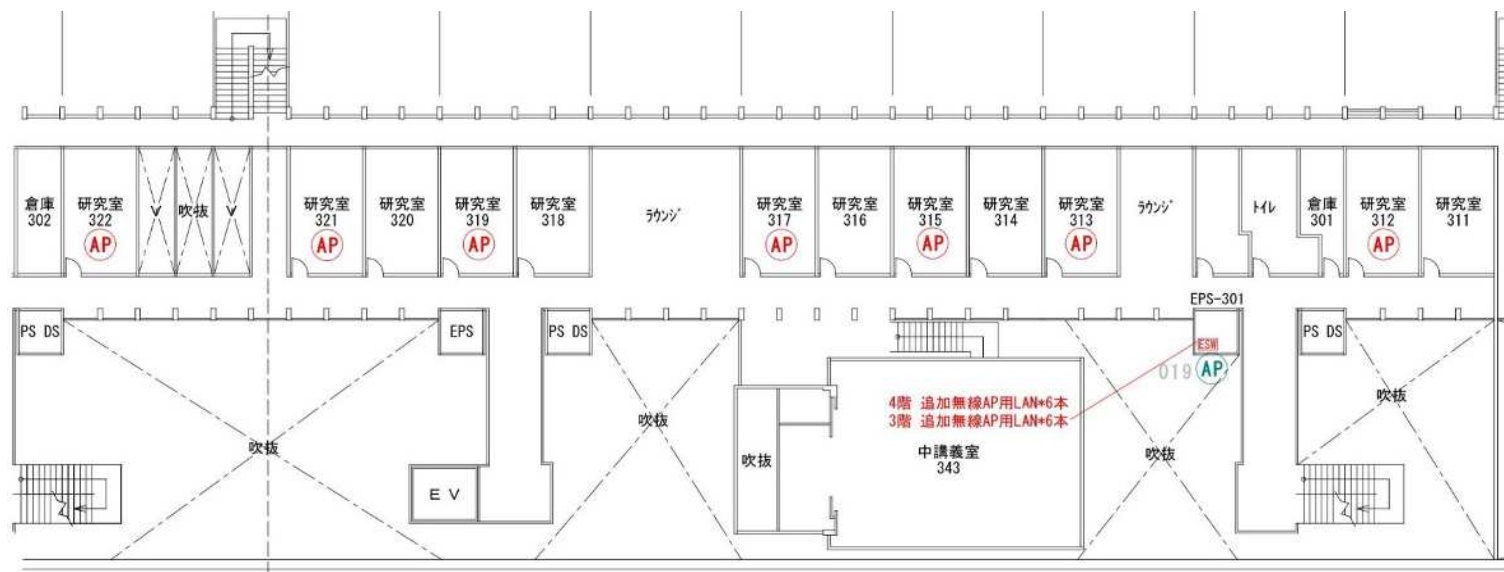 倉庫
302
研究室
322
AP
吹抜
研究室
321
AP
研究室
320
研究室
319
AP
研究室
318
ラウンジ
研究室
317
AP
研究室
316
研究室
315
AP
研究室
314
研究室
313
AP
ラウンジ
トイレ
倉庫
301
研究室
312
AP
研究室
311
PS DS
EPS
PS DS
EPS-301
ESW
019 AP
PS DS
4階 追加無線AP用LAN*6本
3階 追加無線AP用LAN*6本
中講義室
343
吹抜
吹抜
吹抜
吹抜
吹抜
EV